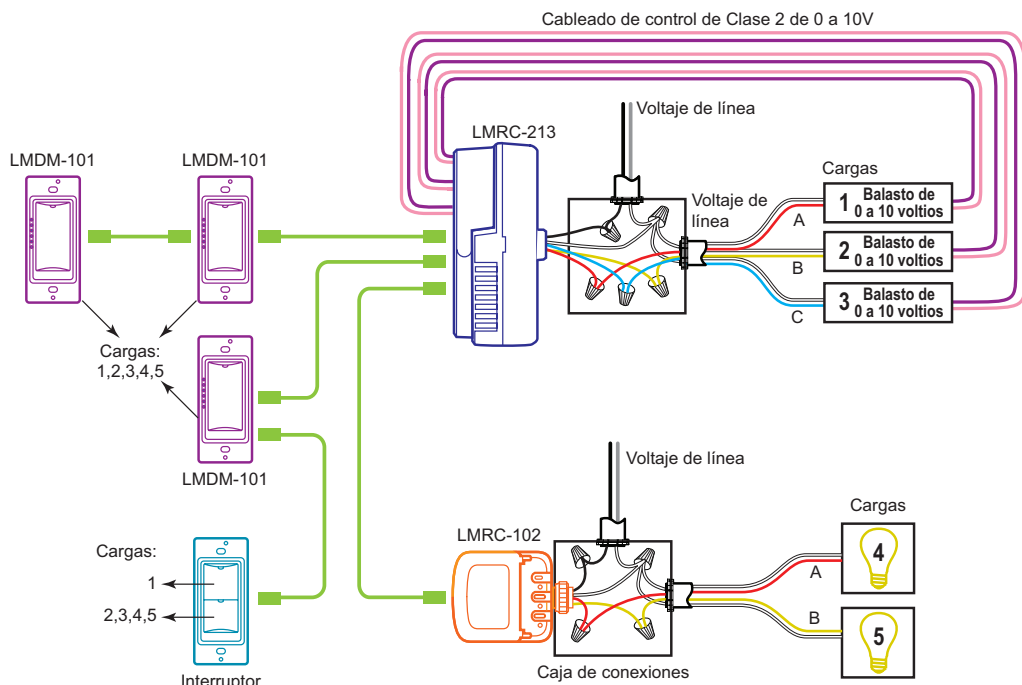 Cableado de control de Clase 2 de 0 a 10V
Voltaje de línea
LMRC-213
LMDM-101
LMDM-101
Cargas
Voltaje de
línea
1 Balasto de
0 a 10 voltios
A
2 Balasto de
0 a 10 voltios
B
3 Balasto de
0 a 10 voltios
C
Cargas:
1,2,3,4,5
LMDM-101
Voltaje de línea
Cargas
LMRC-102
4
A
Cargas:
1
2,3,4,5
B
5
Caja de conexiones
Interruptor